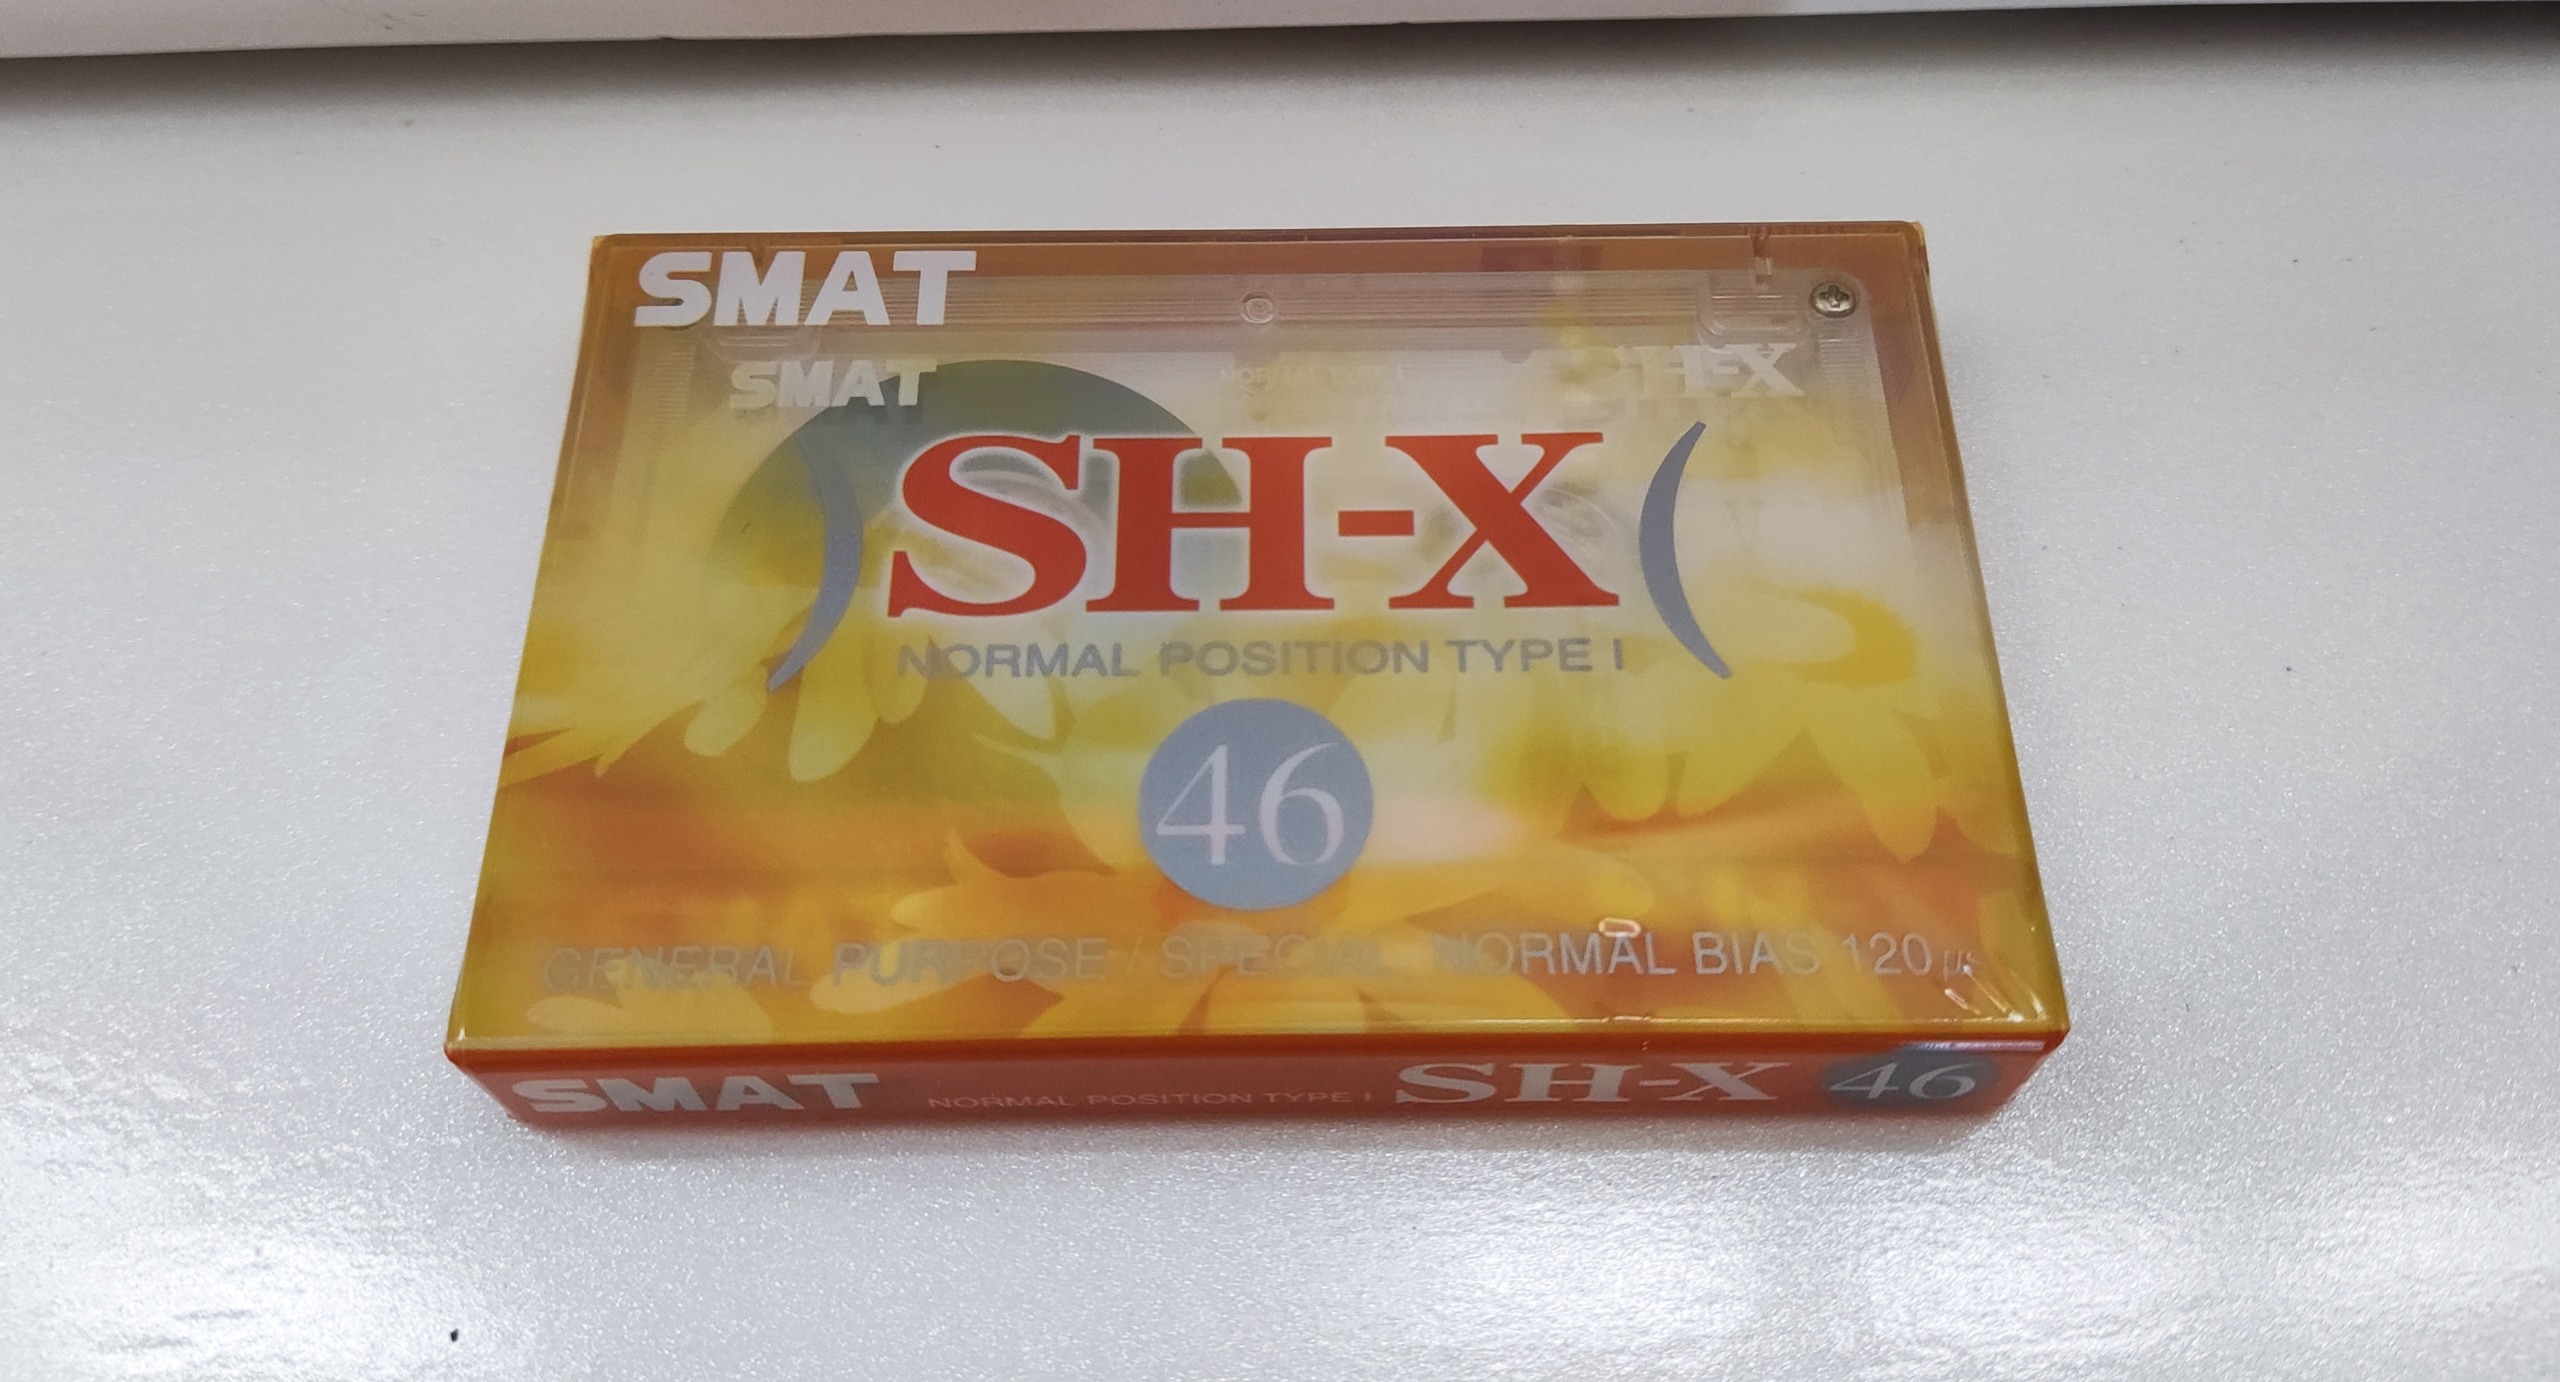 SMAT
SMAT
H-X
NORMAL TYPE I
SH-X
NORMAL POSITION TYPE I
46
GENERAL PURPOSE / SPECIAL NORMAL BIAS 120 μs
SMAT NORMAL POSITION TYPE I SH-X 46